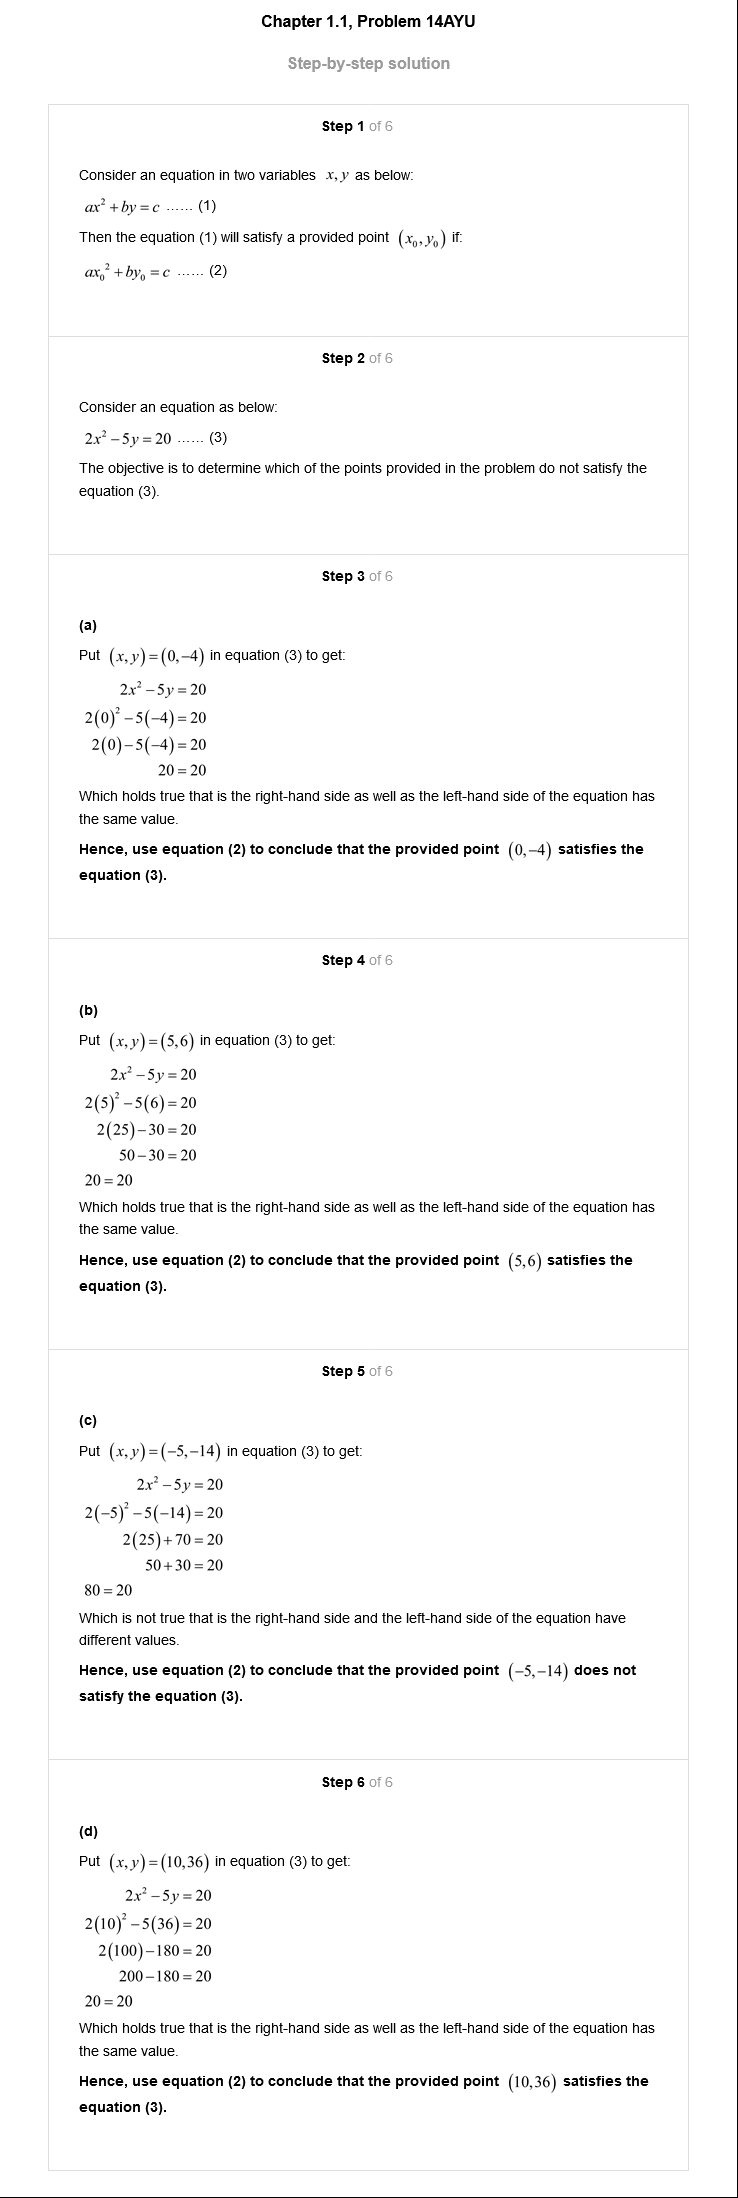 Chapter 1.1, Problem 14AYU
Step-by-step solution
Step 1 of 6
Consider an equation in two variables x, y as below:
ax² + by = c ...... (1)
Then the equation (1) will satisfy a provided point (x₀, y₀) if:
ax₀² + by₀ = c ...... (2)
Step 2 of 6
Consider an equation as below:
2x² − 5y = 20 ...... (3)
The objective is to determine which of the points provided in the problem do not satisfy the
equation (3).
Step 3 of 6
(a)
Put (x, y) = (0, −4) in equation (3) to get:
2x² − 5y = 20
2(0)² − 5(−4) = 20
2(0) − 5(−4) = 20
20 = 20
Which holds true that is the right-hand side as well as the left-hand side of the equation has
the same value.
Hence, use equation (2) to conclude that the provided point (0, −4) satisfies the
equation (3).
Step 4 of 6
(b)
Put (x, y) = (5, 6) in equation (3) to get:
2x² − 5y = 20
2(5)² − 5(6) = 20
2(25) − 30 = 20
50 − 30 = 20
20 = 20
Which holds true that is the right-hand side as well as the left-hand side of the equation has
the same value.
Hence, use equation (2) to conclude that the provided point (5, 6) satisfies the
equation (3).
Step 5 of 6
(c)
Put (x, y) = (−5, −14) in equation (3) to get:
2x² − 5y = 20
2(−5)² − 5(−14) = 20
2(25) + 70 = 20
50 + 30 = 20
80 = 20
Which is not true that is the right-hand side and the left-hand side of the equation have
different values.
Hence, use equation (2) to conclude that the provided point (−5, −14) does not
satisfy the equation (3).
Step 6 of 6
(d)
Put (x, y) = (10, 36) in equation (3) to get:
2x² − 5y = 20
2(10)² − 5(36) = 20
2(100) − 180 = 20
200 − 180 = 20
20 = 20
Which holds true that is the right-hand side as well as the left-hand side of the equation has
the same value.
Hence, use equation (2) to conclude that the provided point (10, 36) satisfies the
equation (3).